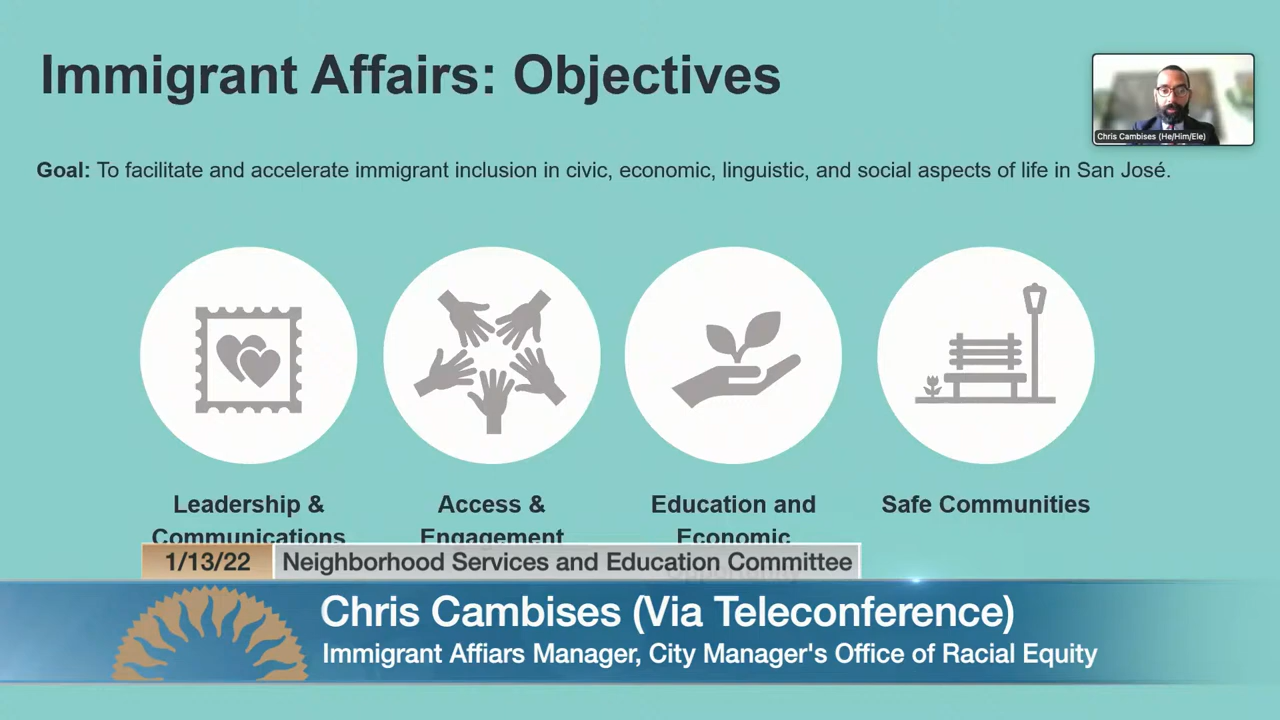 Immigrant Affairs: Objectives
Chris Cambises (He/Him/Ele)
Goal: To facilitate and accelerate immigrant inclusion in civic, economic, linguistic, and social aspects of life in San José.
Leadership &
Communications
Access &
Engagement
Education and
Economic
Opportunity
Safe Communities
1/13/22
Neighborhood Services and Education Committee
Chris Cambises (Via Teleconference)
Immigrant Affiars Manager, City Manager's Office of Racial Equity